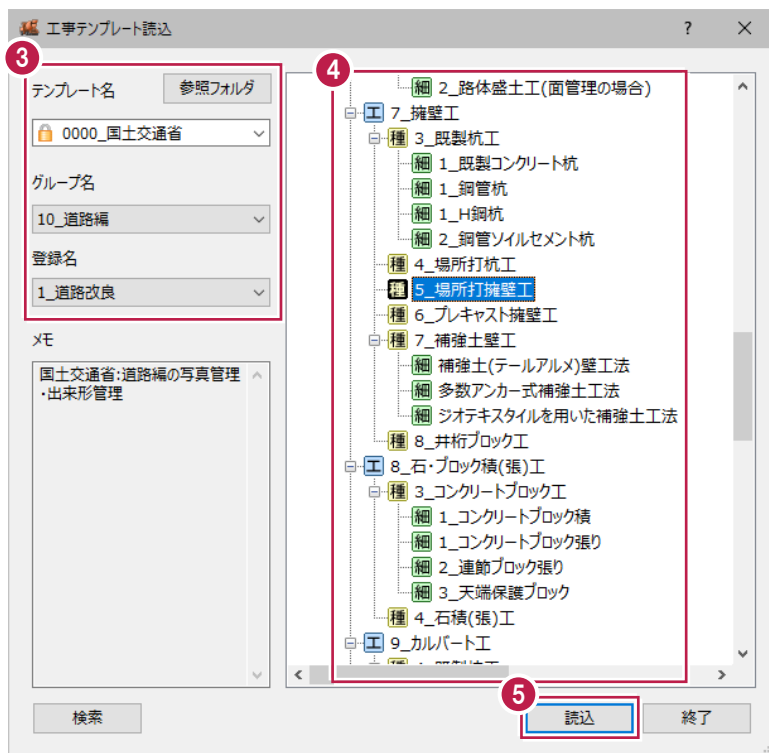 工事テンプレート読込
?
3
テンプレート名
参照フォルダ
0000_国土交通省
グループ名
10_道路編
登録名
1_道路改良
メモ
国土交通省:道路編の写真管理
・出来形管理
4
細 2_路体盛土工(面管理の場合)
工 7_擁壁工
種 3_既製杭工
細 1_既製コンクリート杭
細 1_鋼管杭
細 1_H鋼杭
細 2_鋼管ソイルセメント杭
種 4_場所打杭工
種 5_場所打擁壁工
種 6_プレキャスト擁壁工
種 7_補強土壁工
細 補強土(テールアルメ)壁工法
細 多数アンカー式補強土工法
細 ジオテキスタイルを用いた補強土工法
種 8_井桁ブロック工
工 8_石・ブロック積(張)工
種 3_コンクリートブロック工
細 1_コンクリートブロック積
細 1_コンクリートブロック張り
細 2_連節ブロック張り
細 3_天端保護ブロック
種 4_石積(張)工
工 9_カルバート工
5
検索
読込
終了